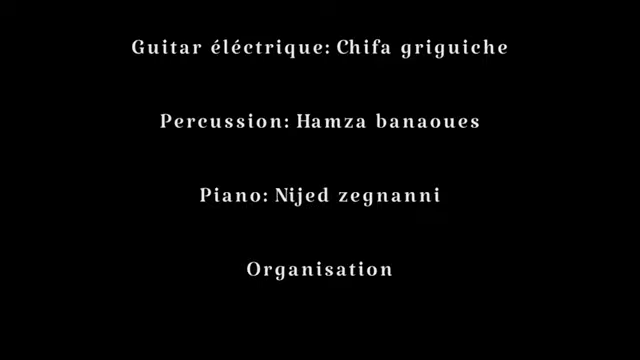 Guitar éléctrique: Chifa griguiche
Percussion: Hamza banaoues
Piano: Nijed zegnanni
Organisation